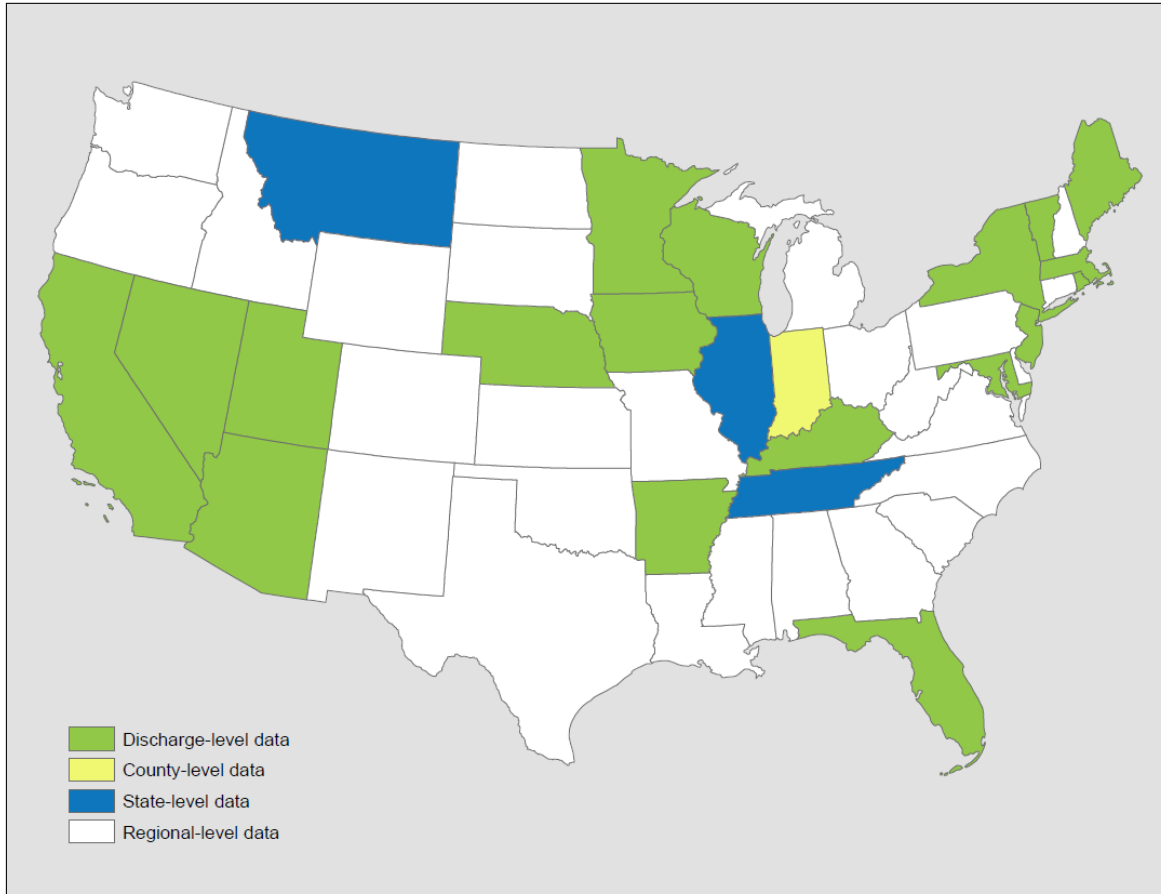 Discharge-level data
County-level data
State-level data
Regional-level data